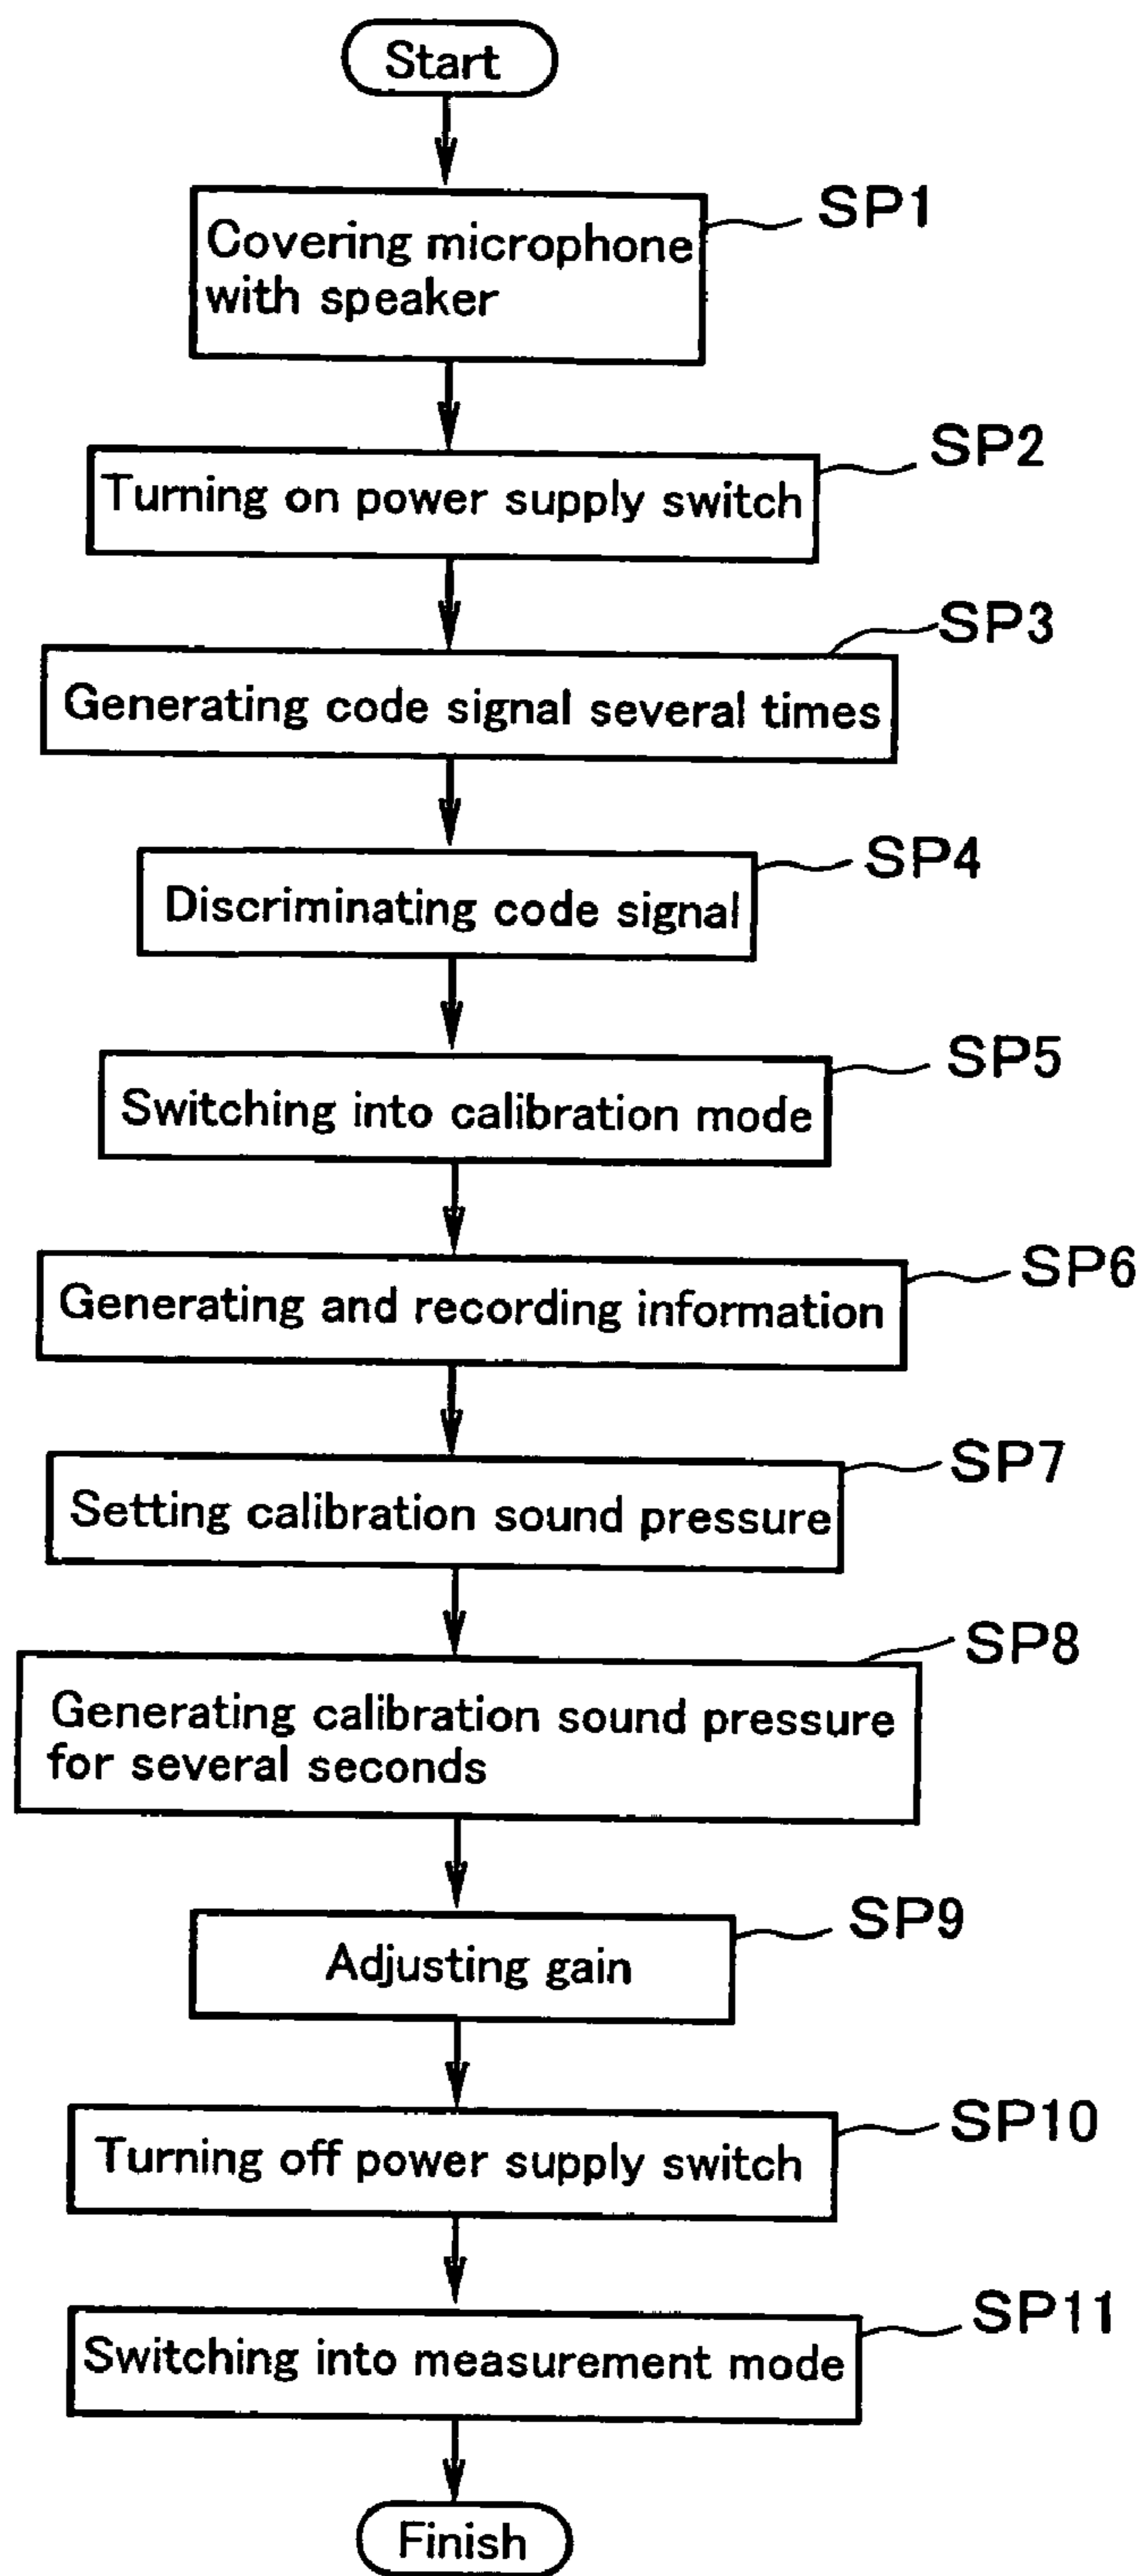 Start
SP1
Covering microphone
with speaker
SP2
Turning on power supply switch
SP3
Generating code signal several times
SP4
Discriminating code signal
SP5
Switching into calibration mode
SP6
Generating and recording information
SP7
Setting calibration sound pressure
SP8
Generating calibration sound pressure
for several seconds
SP9
Adjusting gain
SP10
Turning off power supply switch
SP11
Switching into measurement mode
Finish